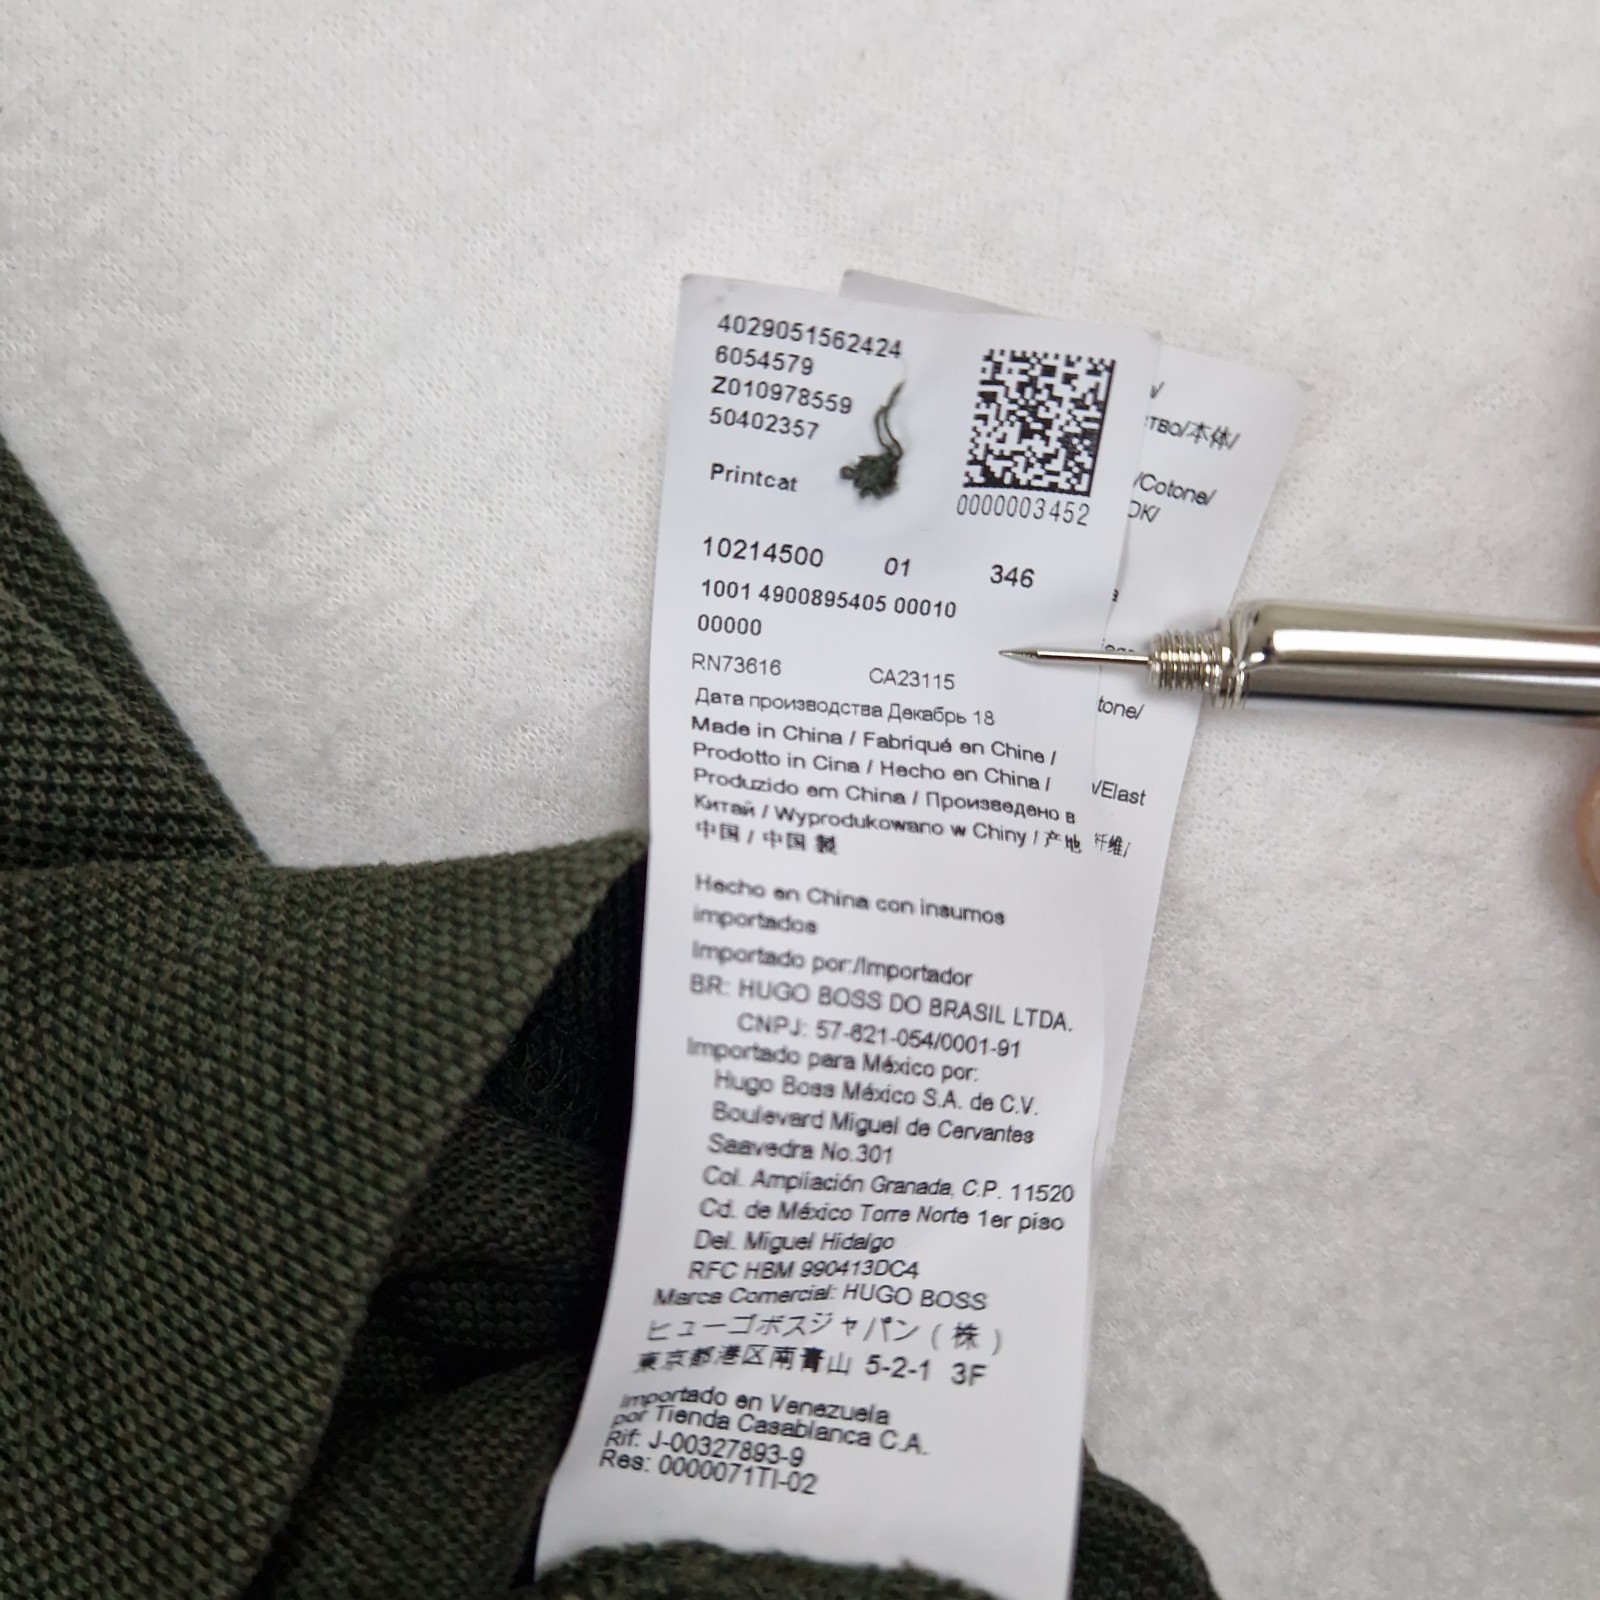 4029051562424
6054579
Z010978559
50402357
Printcat
0000003452
10214500 01 346
1001 4900895405 00010
00000
RN73616 CA23115
Дата производства Декабрь 18
Made in China / Fabriqué en Chine /
Prodotto in Cina / Hecho en China /
Produzido em China / Произведено в
Китай / Wyprodukowano w Chiny / 产地
中国 / 中国 製
Hecho en China con insumos
importados
Importado por:/Importador
BR: HUGO BOSS DO BRASIL LTDA.
CNPJ: 57-621-054/0001-91
Importado para México por:
Hugo Boss México S.A. de C.V.
Boulevard Miguel de Cervantes
Saavedra No.301
Col. Ampliación Granada, C.P. 11520
Cd. de México Torre Norte 1er piso
Del. Miguel Hidalgo
RFC HBM 990413DC4
Marca Comercial: HUGO BOSS
ヒューゴボスジャパン（株）
東京都港区南青山 5-2-1 3F
Importado en Venezuela
por Tienda Casablanca C.A.
Rif: J-00327893-9
Res: 0000071TI-02
ТВО/本体/
/Cotone/
OK/
tone/
/Elast
纤维/